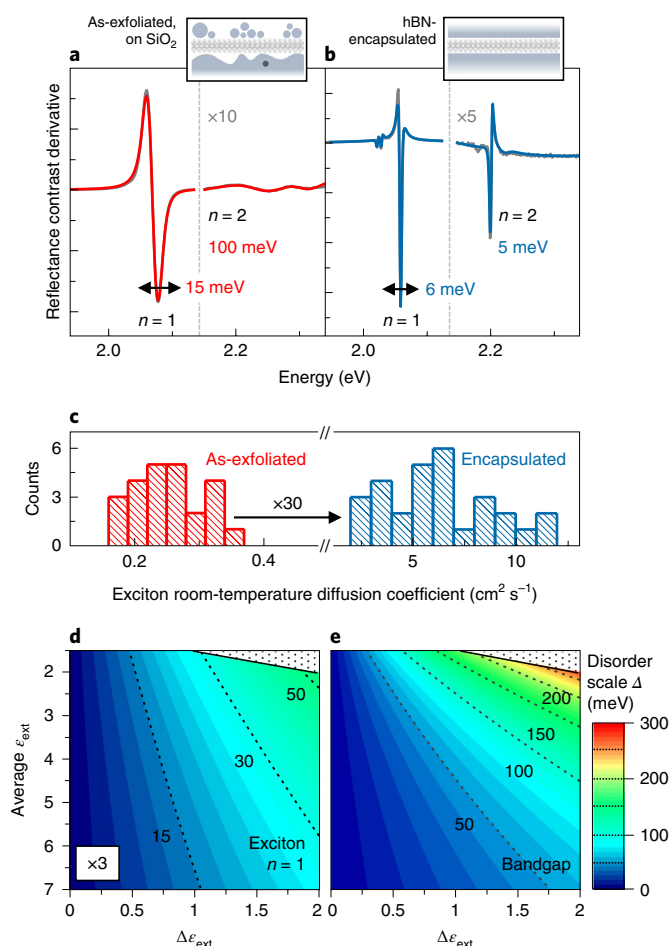 As-exfoliated,
on SiO₂
hBN-
encapsulated
a
b
×10
×5
n = 2
100 meV
15 meV
n = 1
n = 2
5 meV
6 meV
n = 1
Reflectance contrast derivative
2.0 2.2 2.0 2.2
Energy (eV)
c
//
6
3
0
Counts
As-exfoliated
×30
Encapsulated
0.2 0.4 // 5 10
Exciton room-temperature diffusion coefficient (cm² s⁻¹)
d
e
2
3
4
5
6
7
Average εext
50
30
15
Exciton
n = 1
×3
200
150
100
50
Bandgap
Disorder
scale Δ
(meV)
300
200
100
0
0 0.5 1 1.5 2 0 0.5 1 1.5 2
Δεext Δεext